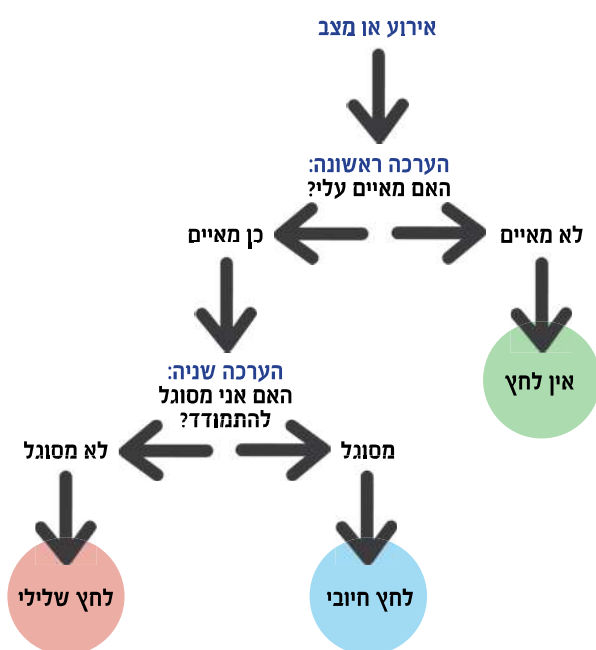 אירוע או מצב
הערכה ראשונה:
האם מאיים עלי?
לא מאיים
כן מאיים
אין לחץ
הערכה שניה:
האם אני מסוגל
להתמודד?
מסוגל
לא מסוגל
לחץ חיובי
לחץ שלילי